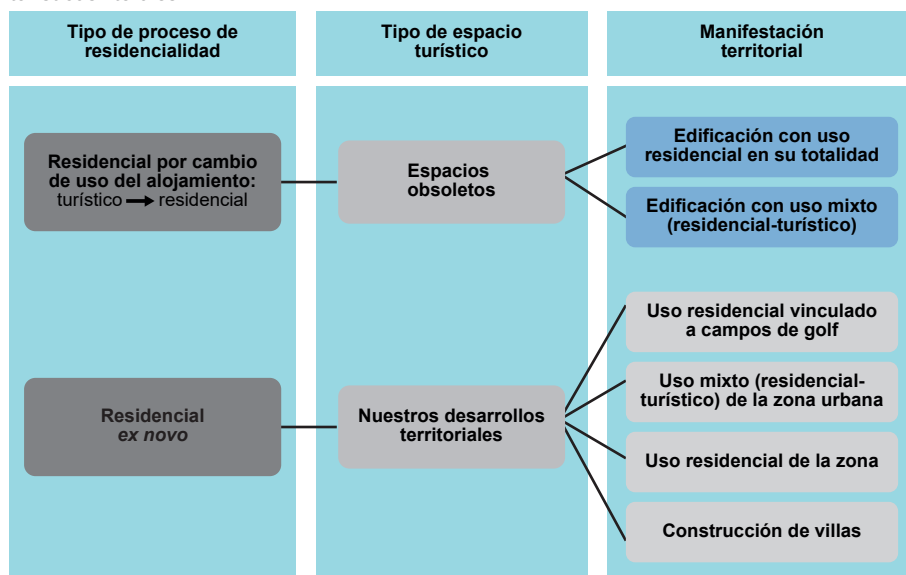 Tipo de proceso de
residencialidad
Tipo de espacio
turístico
Manifestación
territorial
Residencial por cambio
de uso del alojamiento:
turístico → residencial
Espacios
obsoletos
Edificación con uso
residencial en su totalidad
Edificación con uso mixto
(residencial-turístico)
Residencial
ex novo
Nuestros desarrollos
territoriales
Uso residencial vinculado
a campos de golf
Uso mixto (residencial-
turístico) de la zona urbana
Uso residencial de la zona
Construcción de villas